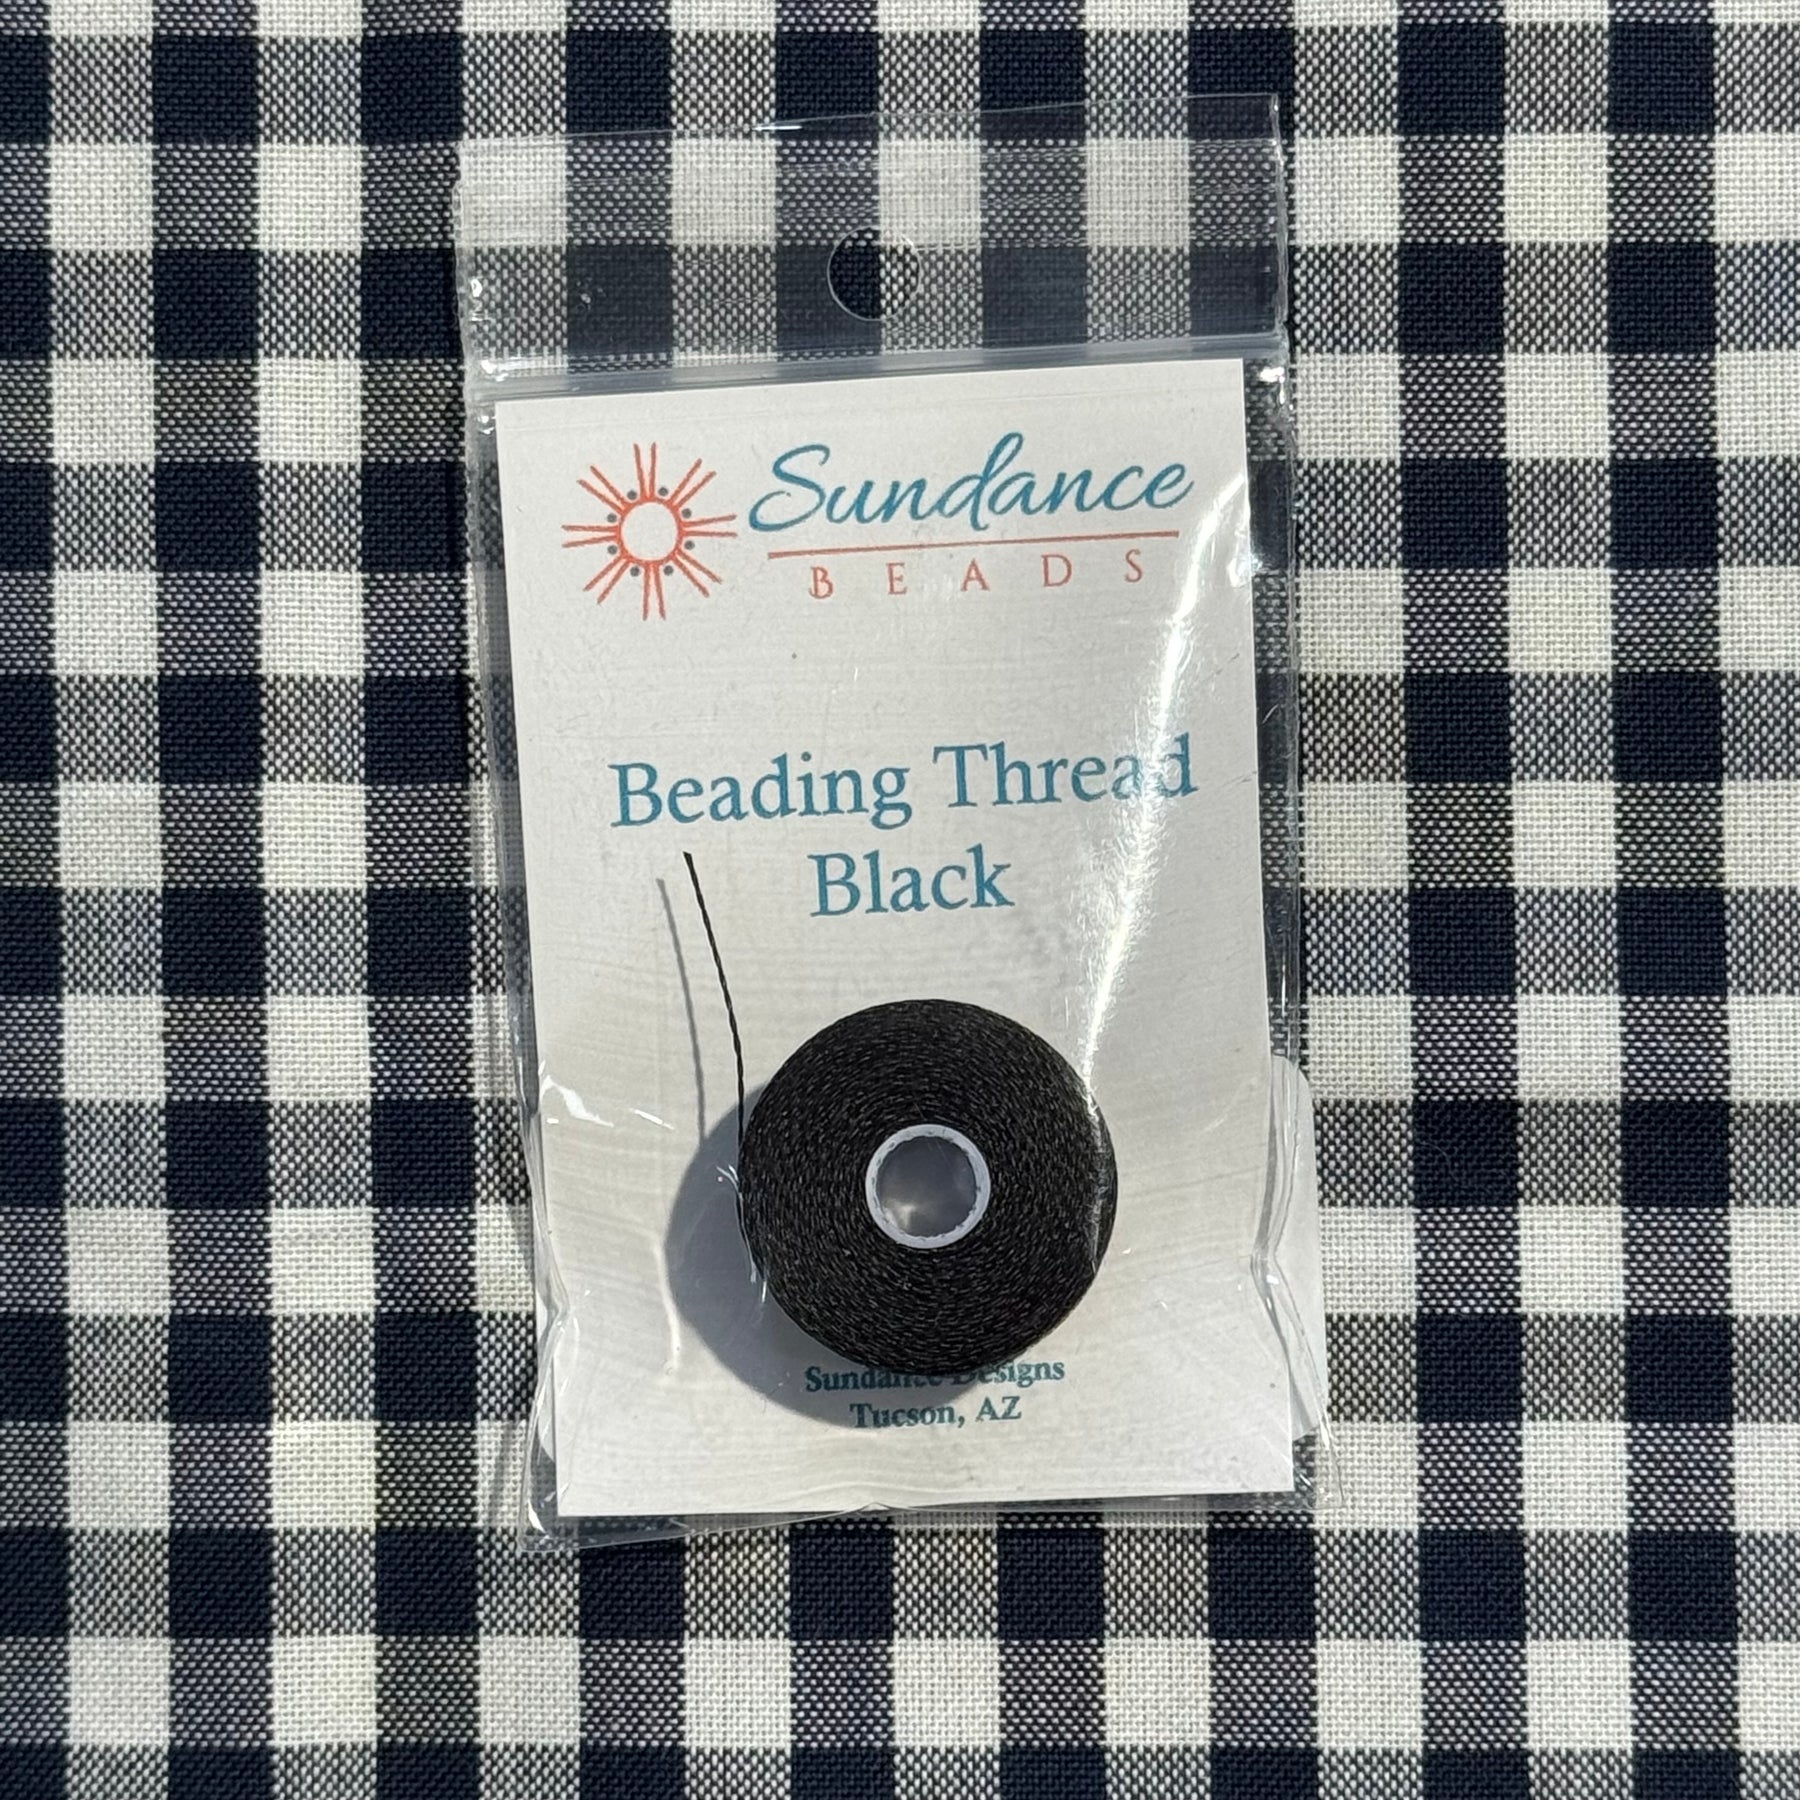 Sundance
BEADS
Beading Thread
Black
Sundance Designs
Tucson, AZ